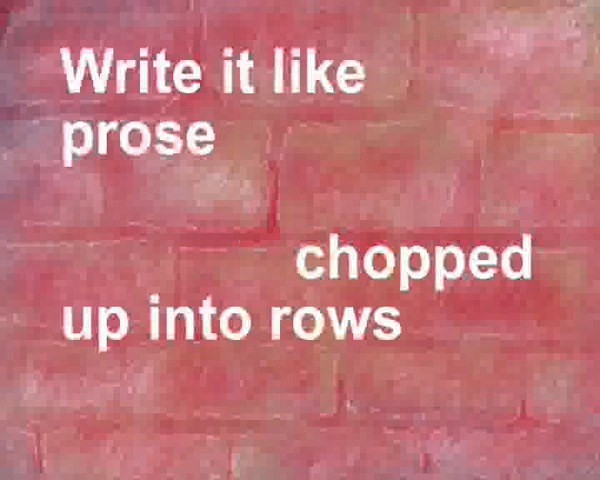 Write it like
prose
chopped
up into rows